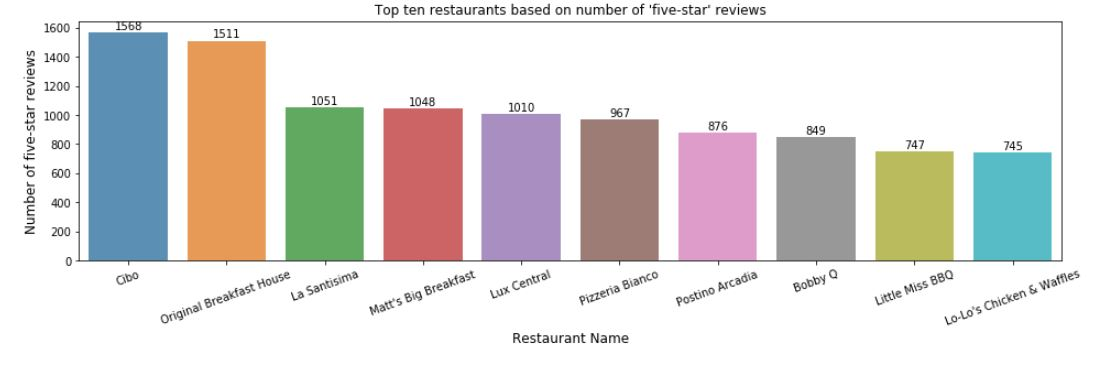 Top ten restaurants based on number of 'five-star' reviews
Number of five-star reviews
1600
1400
1200
1000
800
600
400
200
0
1568
1511
1051
1048
1010
967
876
849
747
745
Cibo
Original Breakfast House
La Santisima
Matt's Big Breakfast
Lux Central
Pizzeria Bianco
Postino Arcadia
Bobby Q
Little Miss BBQ
Lo-Lo's Chicken & Waffles
Restaurant Name